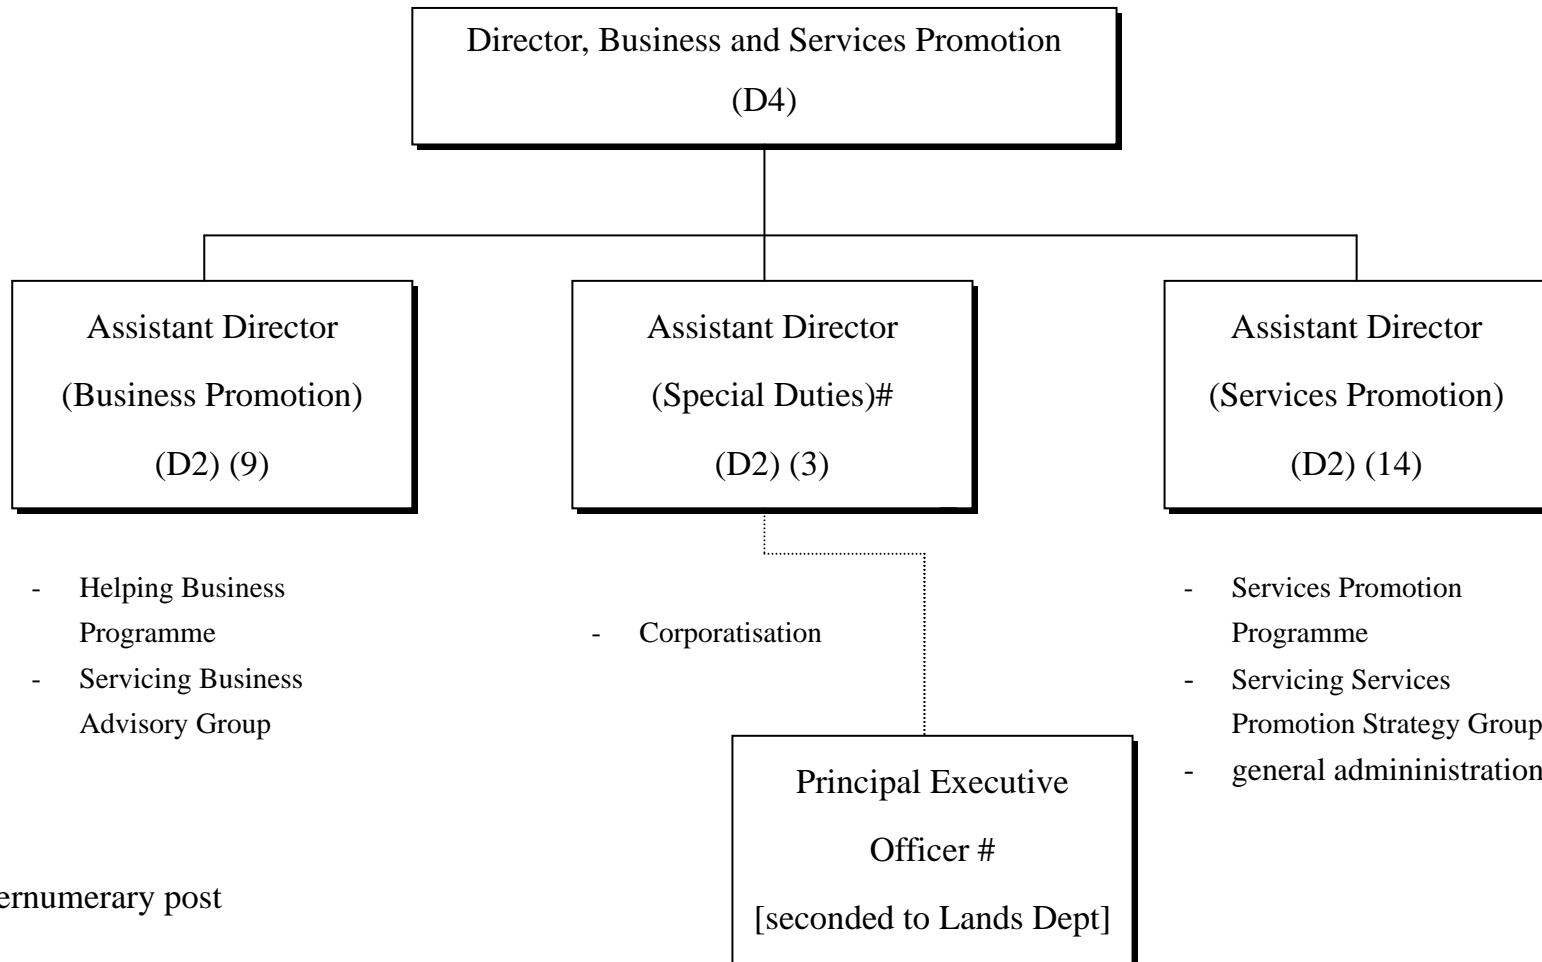 Director, Business and Services Promotion
(D4)
Assistant Director
(Business Promotion)
(D2) (9)
Assistant Director
(Special Duties)#
(D2) (3)
Assistant Director
(Services Promotion)
(D2) (14)
- Helping Business
Programme
- Servicing Business
Advisory Group
- Corporatisation
- Services Promotion
Programme
- Servicing Services
Promotion Strategy Group
- general admininistration
Principal Executive
Officer #
[seconded to Lands Dept]
ernumerary post